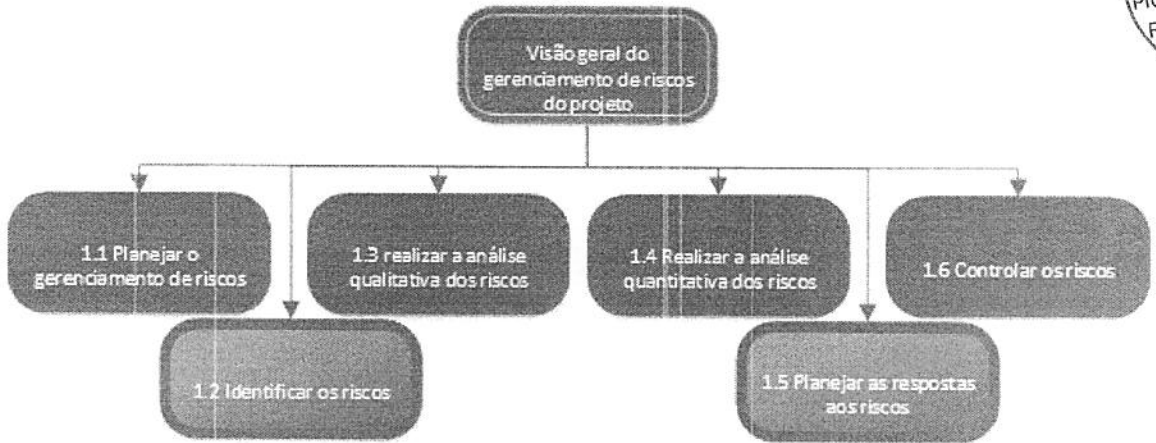 Visão geral do
gerenciamento de riscos
do projeto
1.1 Planejar o
gerenciamento de riscos
1.2 Identificar os riscos
1.3 realizar a análise
qualitativa dos riscos
1.4 Realizar a análise
quantitativa dos riscos
1.5 Planejar as respostas
aos riscos
1.6 Controlar os riscos